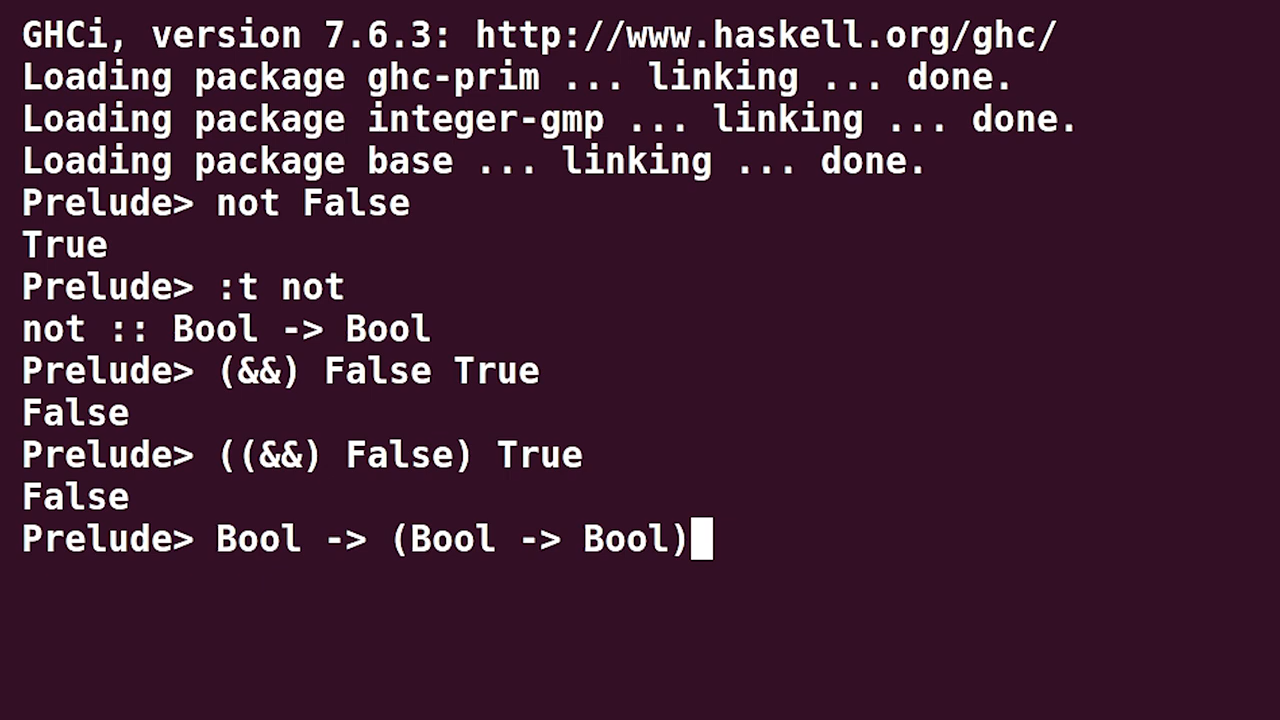 GHCi, version 7.6.3: http://www.haskell.org/ghc/
Loading package ghc-prim ... linking ... done.
Loading package integer-gmp ... linking ... done.
Loading package base ... linking ... done.
Prelude> not False
True
Prelude> :t not
not :: Bool -> Bool
Prelude> (&&) False True
False
Prelude> ((&&) False) True
False
Prelude> Bool -> (Bool -> Bool)